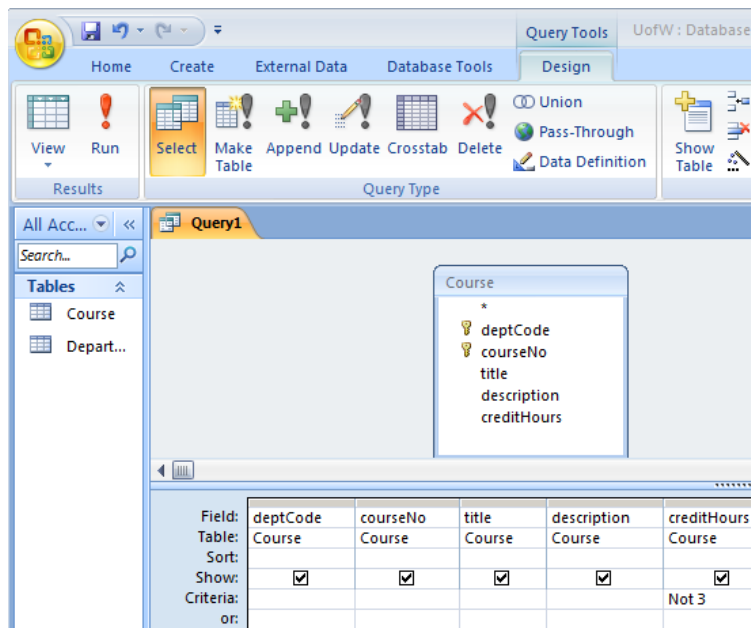 Query Tools UofW : Database
Home Create External Data Database Tools Design
View Run Select Make Table Append Update Crosstab Delete Union Pass-Through Data Definition Show Table
Results Query Type
All Acc... « Query1
Search...
Tables
Course
Depart...
Course
*
deptCode
courseNo
title
description
creditHours
Field: deptCode courseNo title description creditHours
Table: Course Course Course Course Course
Sort:
Show:
Criteria: Not 3
or: